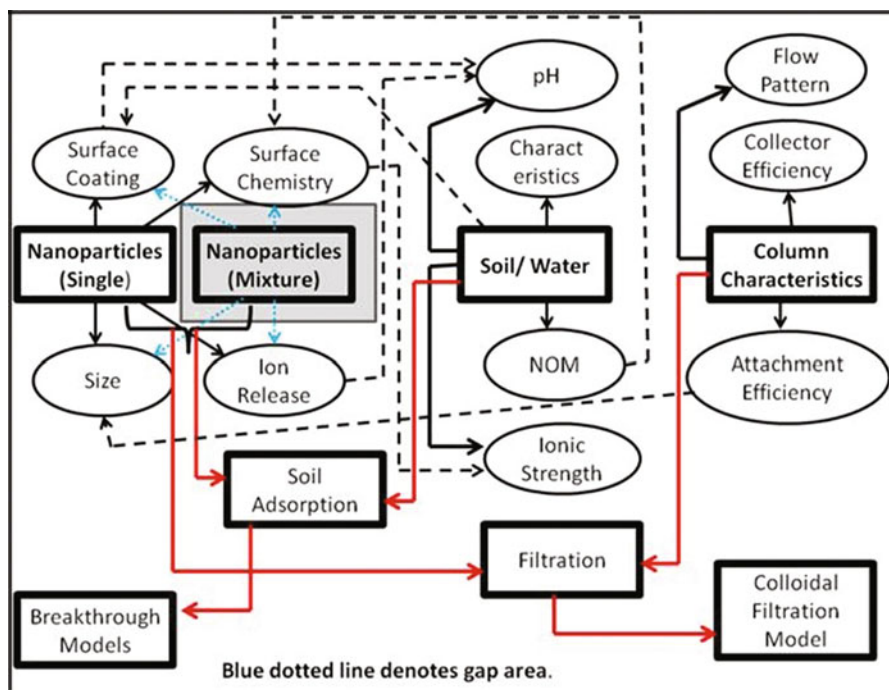 pH
Flow
Pattern
Surface
Coating
Surface
Chemistry
Charact
eristics
Collector
Efficiency
Nanoparticles
(Single)
Nanoparticles
(Mixture)
Soil/ Water
Column
Characteristics
Size
Ion
Release
NOM
Attachment
Efficiency
Ionic
Strength
Soil
Adsorption
Filtration
Breakthrough
Models
Colloidal
Filtration
Model
Blue dotted line denotes gap area.